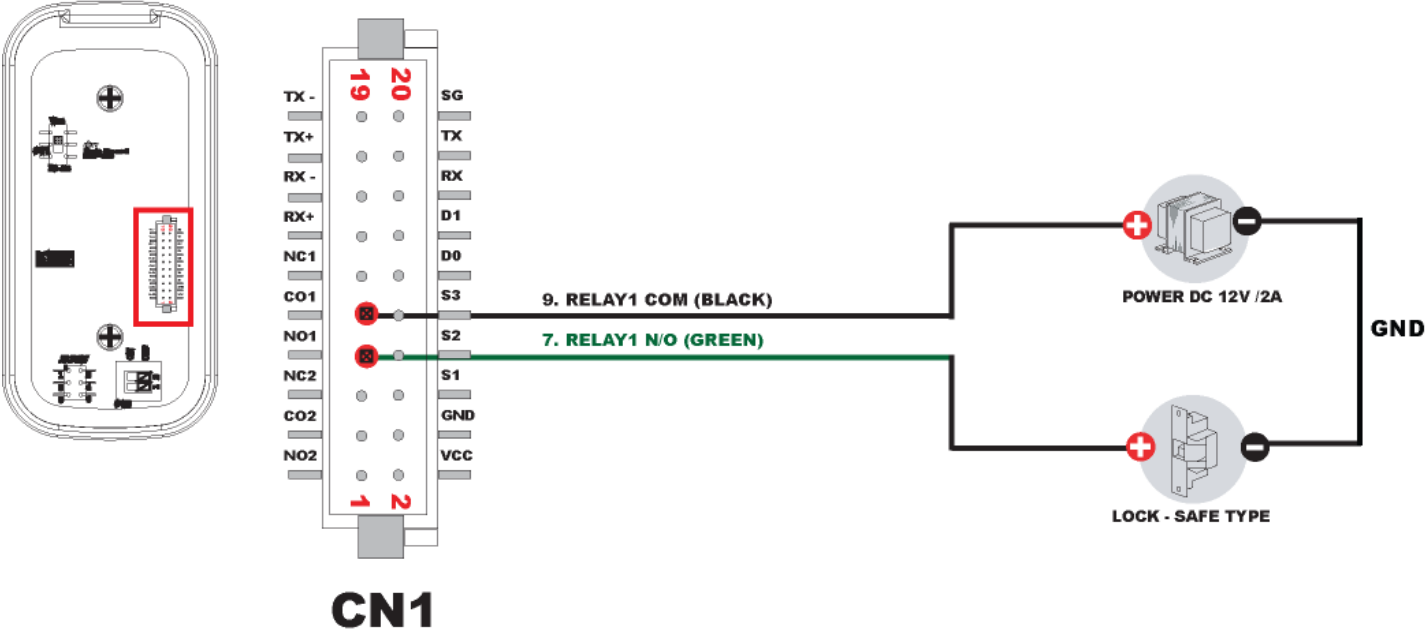 19 20
TX - SG
TX+ TX
RX - RX
RX+ D1
NC1 D0
CO1 S3
9. RELAY1 COM (BLACK)
NO1 S2
7. RELAY1 N/O (GREEN)
NC2 S1
CO2 GND
NO2 VCC
1 2
CN1
POWER DC 12V /2A
GND
LOCK - SAFE TYPE